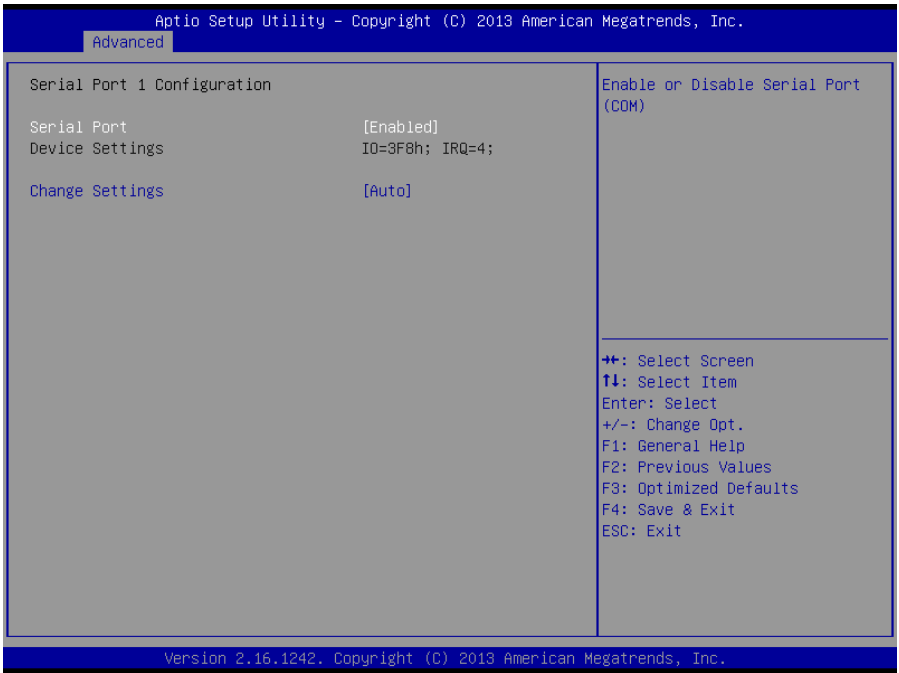 Aptio Setup Utility – Copyright (C) 2013 American Megatrends, Inc.
Advanced
Serial Port 1 Configuration
Serial Port [Enabled]
Device Settings IO=3F8h; IRQ=4;
Change Settings [Auto]
Enable or Disable Serial Port
(COM)
→←: Select Screen
↑↓: Select Item
Enter: Select
+/-: Change Opt.
F1: General Help
F2: Previous Values
F3: Optimized Defaults
F4: Save & Exit
ESC: Exit
Version 2.16.1242. Copyright (C) 2013 American Megatrends, Inc.